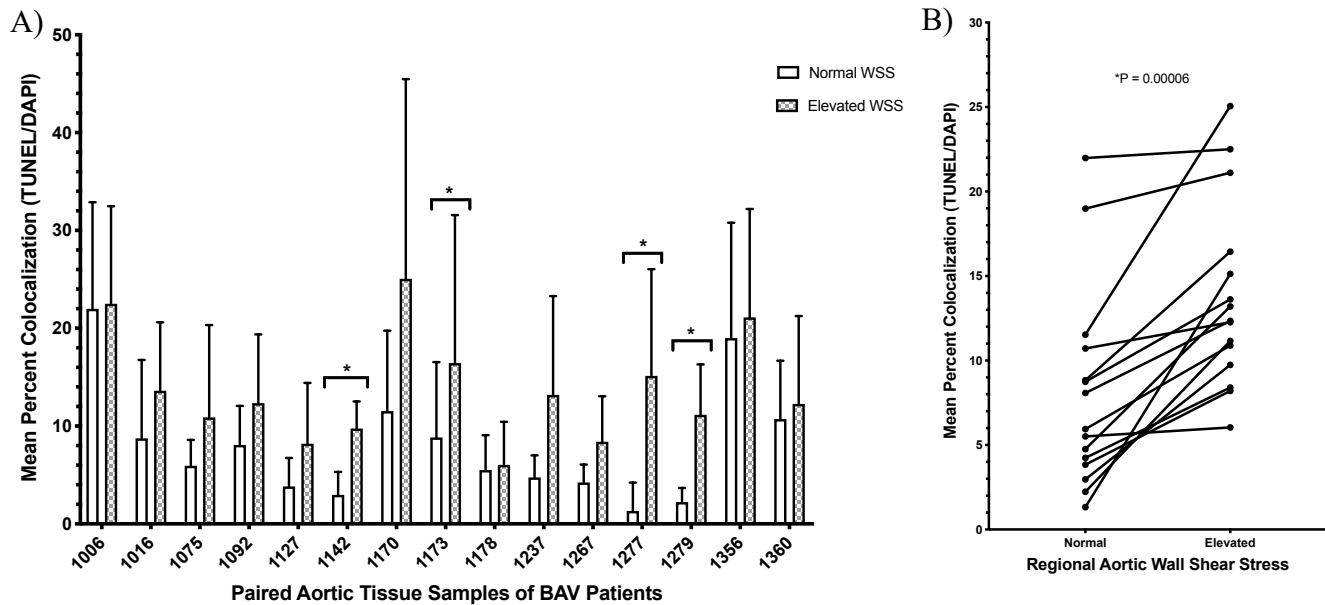 A)
50
40
30
20
10
0
Mean Percent Colocalization (TUNEL/DAPI)
Normal WSS
Elevated WSS
*
*
*
*
1006
1016
1075
1092
1127
1142
1170
1173
1178
1237
1267
1277
1279
1356
1360
Paired Aortic Tissue Samples of BAV Patients
B)
30
25
20
15
10
5
0
Mean Percent Colocalization (TUNEL/DAPI)
*P = 0.00006
Normal
Elevated
Regional Aortic Wall Shear Stress